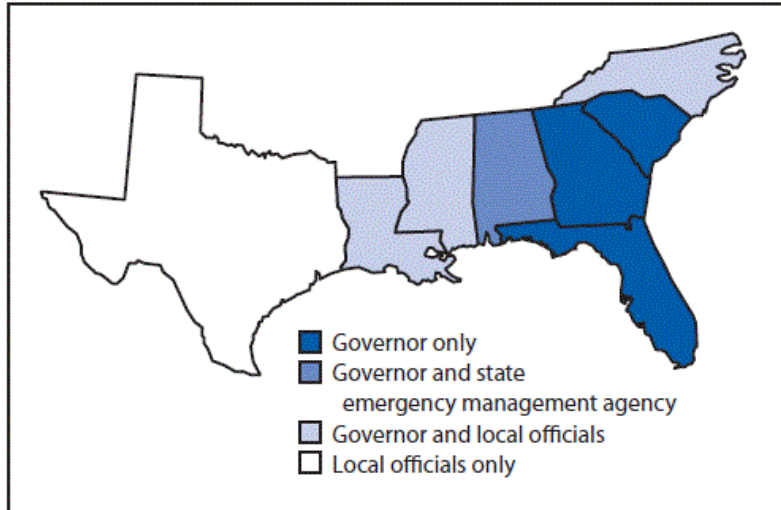 Governor only
Governor and state
emergency management agency
Governor and local officials
Local officials only